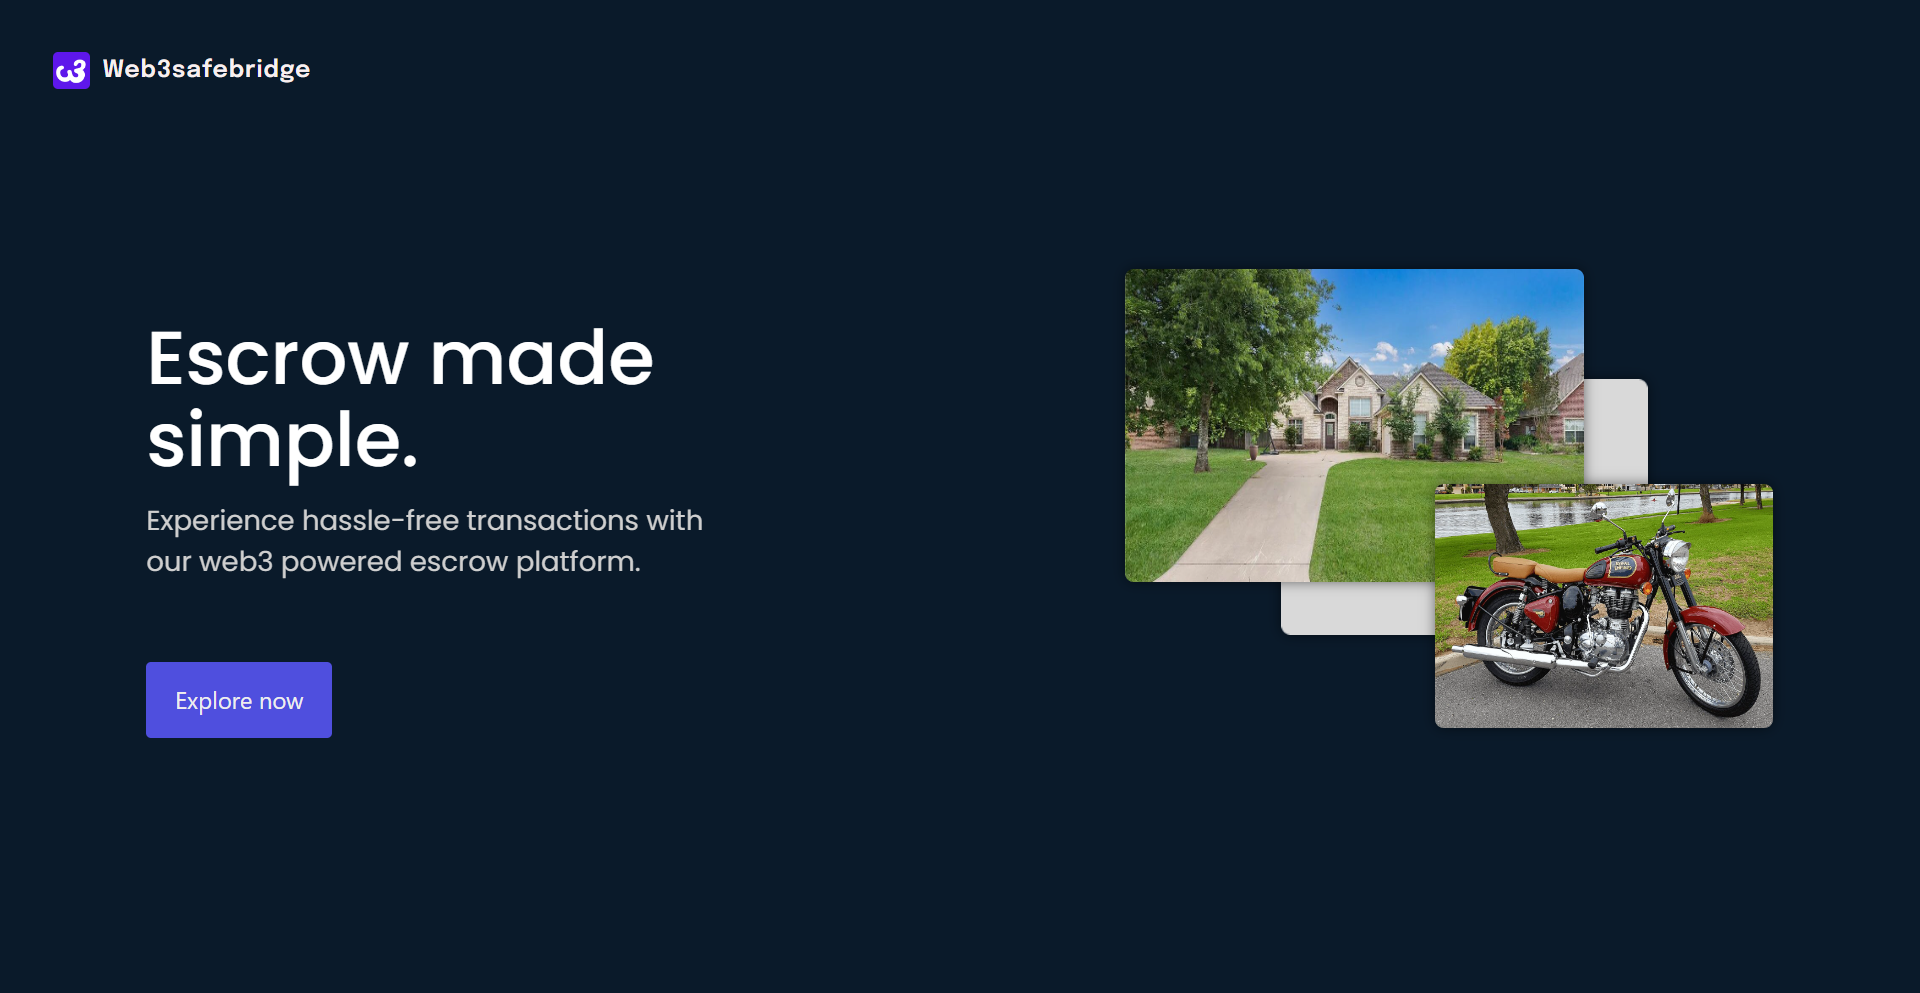 Web3safebridge
Escrow made
simple.
Experience hassle-free transactions with
our web3 powered escrow platform.
Explore now